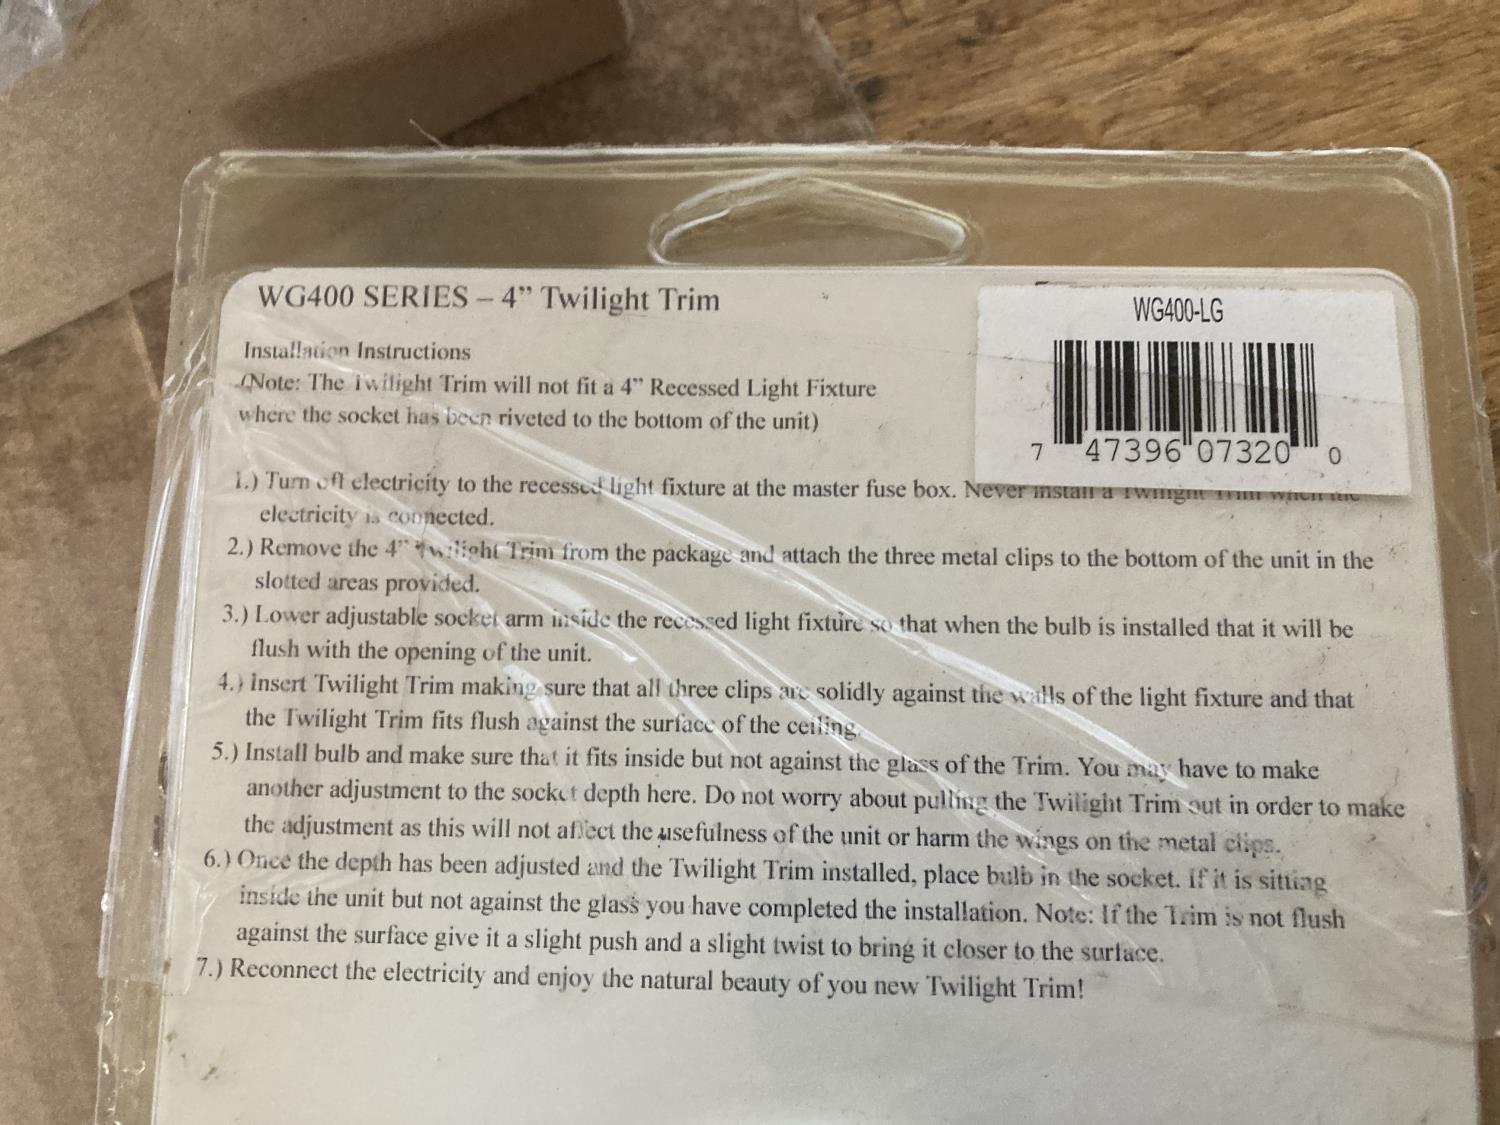 WG400 SERIES – 4” Twilight Trim
WG400-LG
7 47396 07320 0
Installation Instructions
(Note: The Twilight Trim will not fit a 4” Recessed Light Fixture
where the socket has been riveted to the bottom of the unit)
1.) Turn off electricity to the recessed light fixture at the master fuse box. Never install a Twilight Trim when the
electricity is connected.
2.) Remove the 4” Twilight Trim from the package and attach the three metal clips to the bottom of the unit in the
slotted areas provided.
3.) Lower adjustable socket arm inside the recessed light fixture so that when the bulb is installed that it will be
flush with the opening of the unit.
4.) Insert Twilight Trim making sure that all three clips are solidly against the walls of the light fixture and that
the Twilight Trim fits flush against the surface of the ceiling.
5.) Install bulb and make sure that it fits inside but not against the glass of the Trim. You may have to make
another adjustment to the socket depth here. Do not worry about pulling the Twilight Trim out in order to make
the adjustment as this will not affect the usefulness of the unit or harm the wings on the metal clips.
6.) Once the depth has been adjusted and the Twilight Trim installed, place bulb in the socket. If it is sitting
inside the unit but not against the glass you have completed the installation. Note: If the Trim is not flush
against the surface give it a slight push and a slight twist to bring it closer to the surface.
7.) Reconnect the electricity and enjoy the natural beauty of you new Twilight Trim!